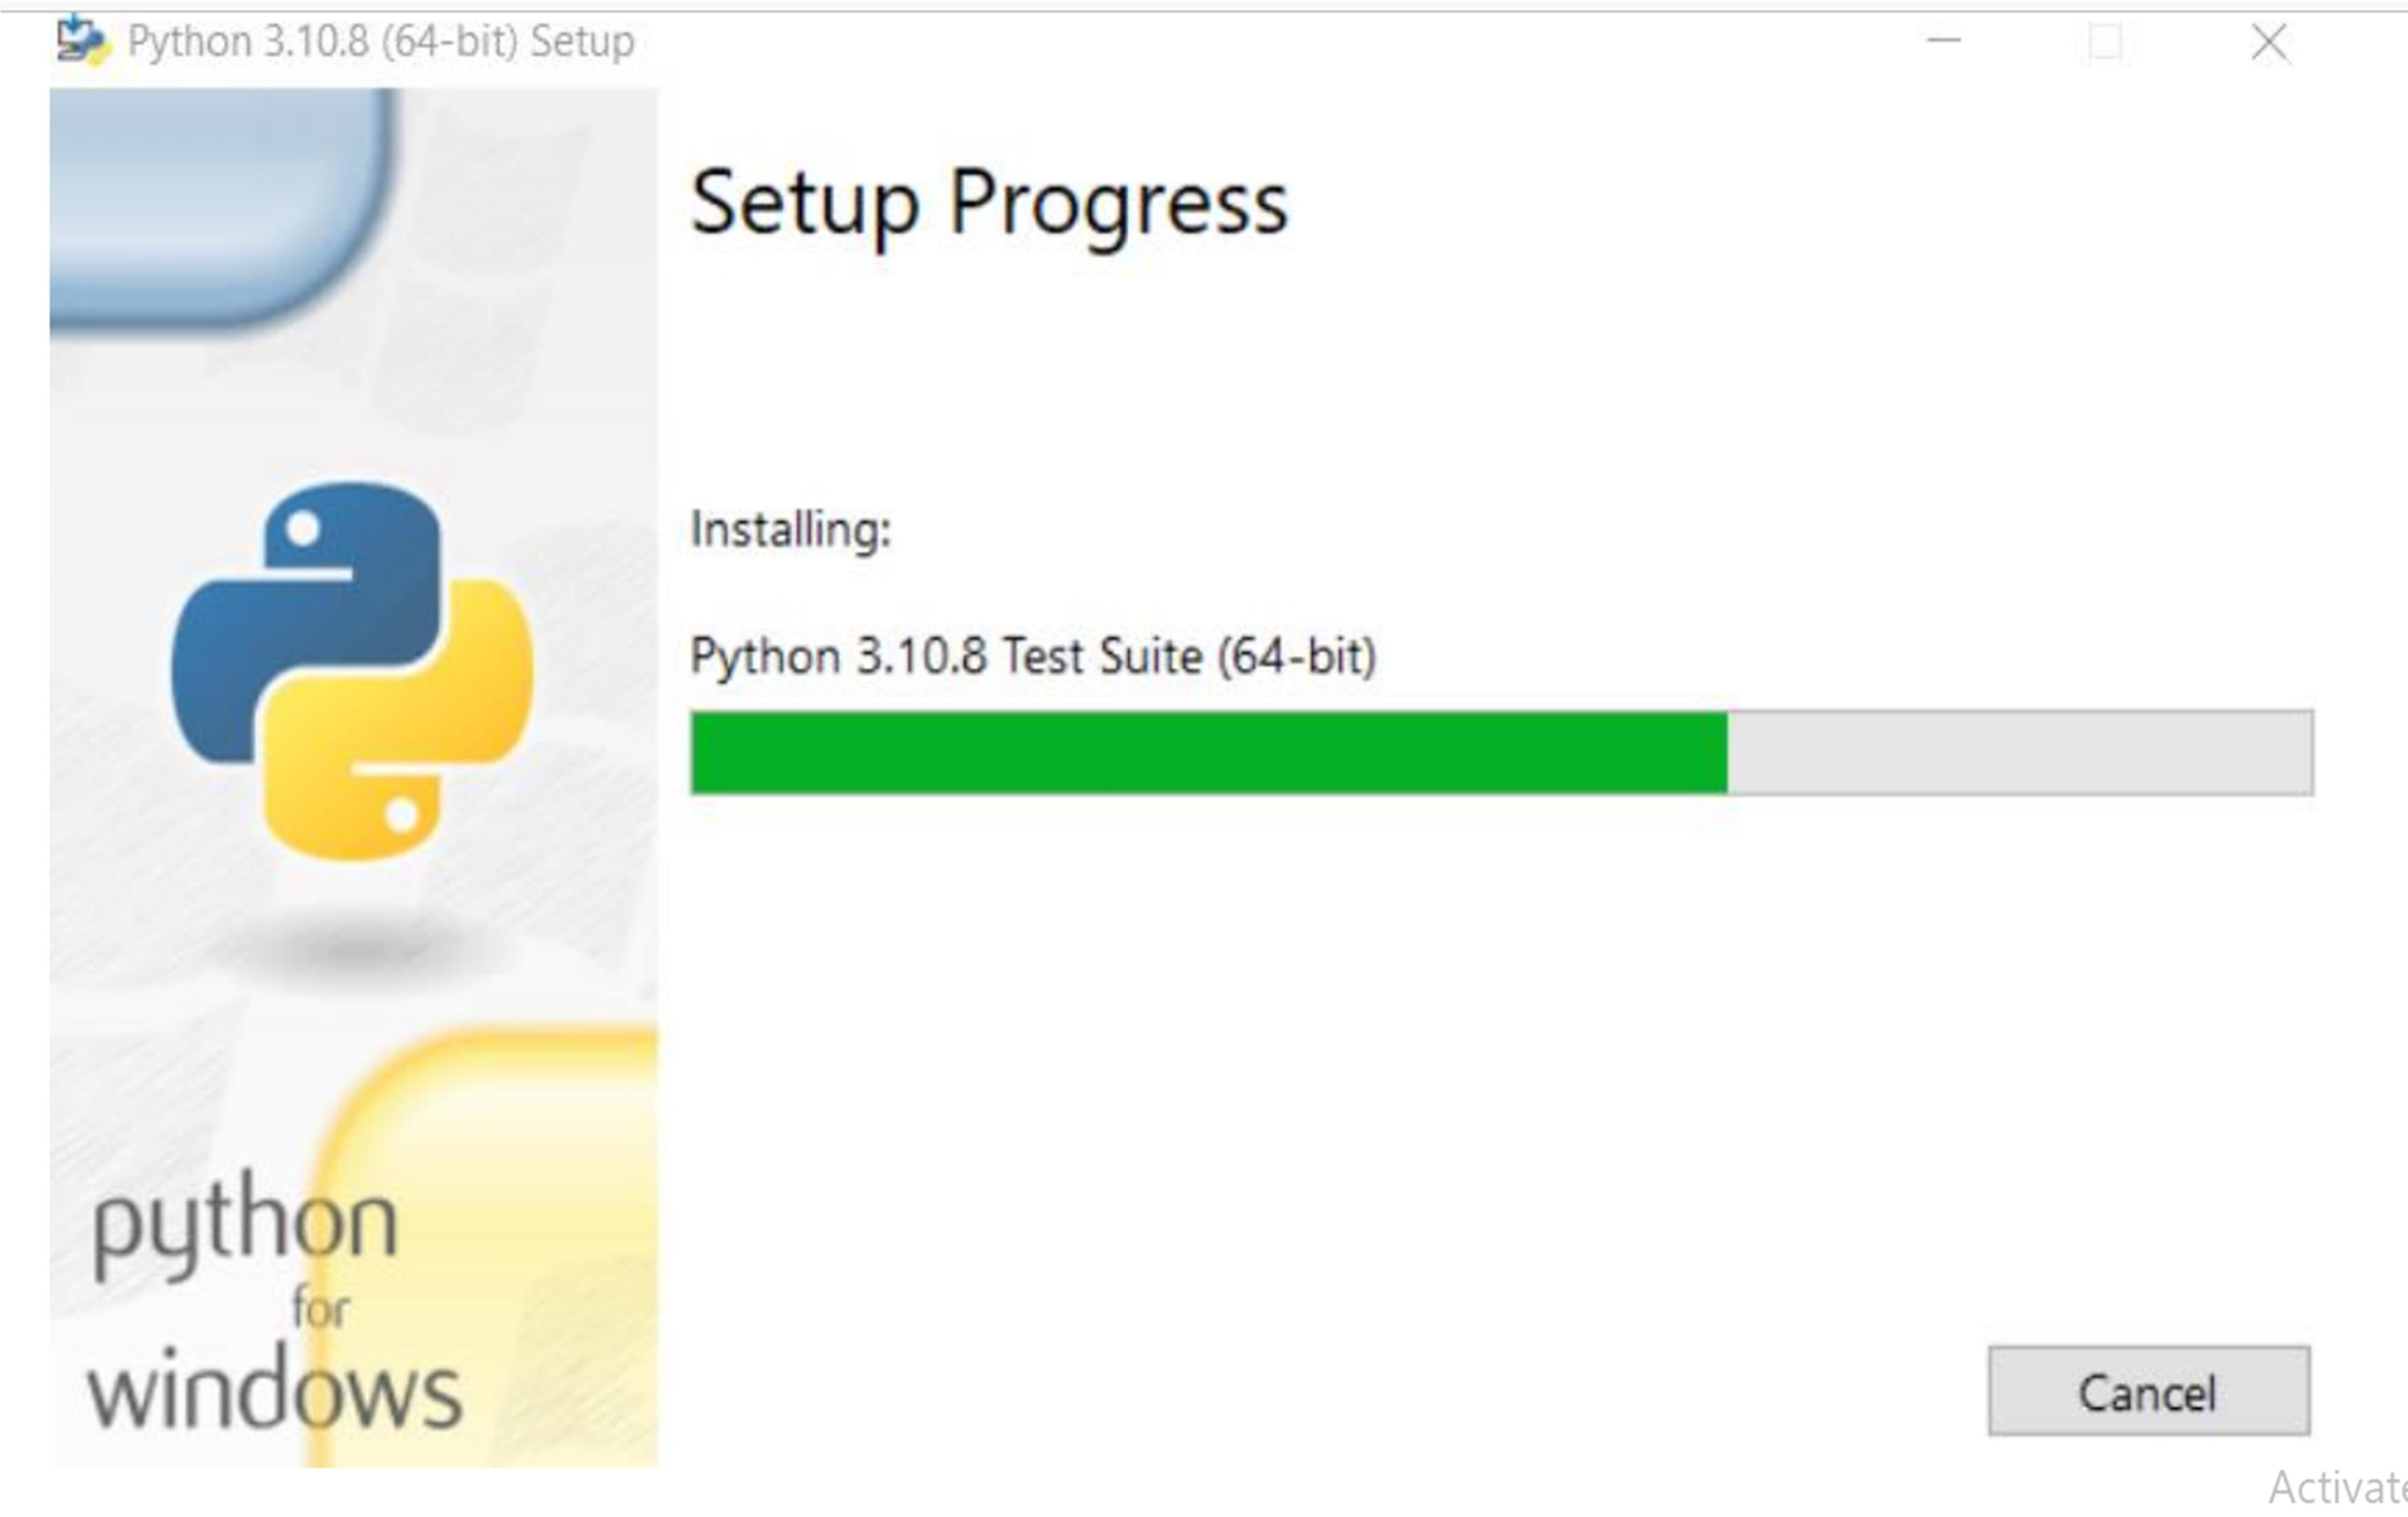 Python 3.10.8 (64-bit) Setup
Setup Progress
Installing:
Python 3.10.8 Test Suite (64-bit)
python
for
windows
Cancel